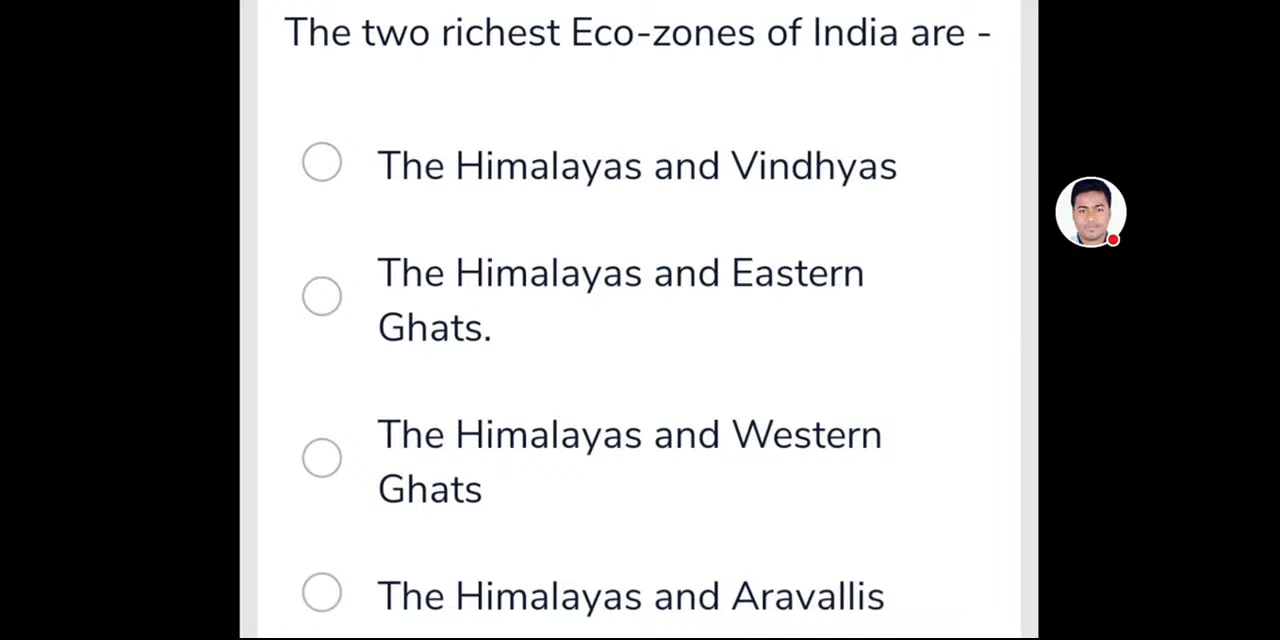 The two richest Eco-zones of India are -
The Himalayas and Vindhyas
The Himalayas and Eastern
Ghats.
The Himalayas and Western
Ghats
The Himalayas and Aravallis